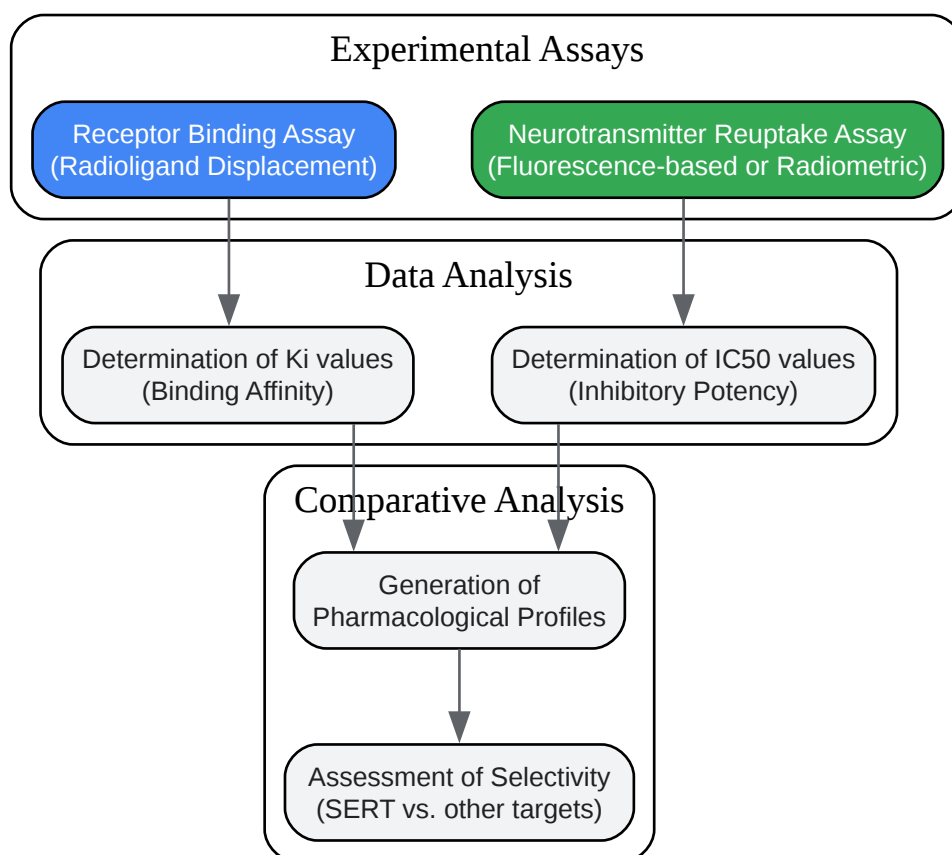 Experimental Assays
Receptor Binding Assay
(Radioligand Displacement)
Neurotransmitter Reuptake Assay
(Fluorescence-based or Radiometric)
Data Analysis
Determination of Ki values
(Binding Affinity)
Determination of IC50 values
(Inhibitory Potency)
Comparative Analysis
Generation of
Pharmacological Profiles
Assessment of Selectivity
(SERT vs. other targets)